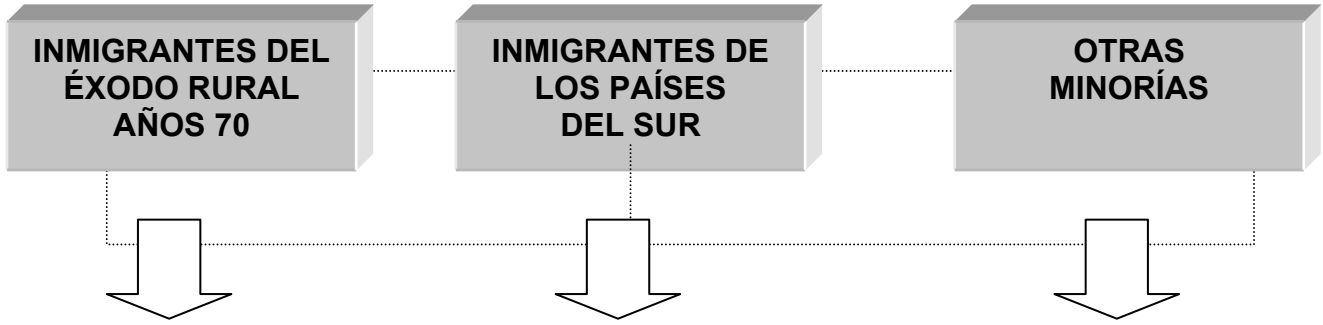 INMIGRANTES DEL
ÉXODO RURAL
AÑOS 70
INMIGRANTES DE
LOS PAÍSES
DEL SUR
OTRAS
MINORÍAS